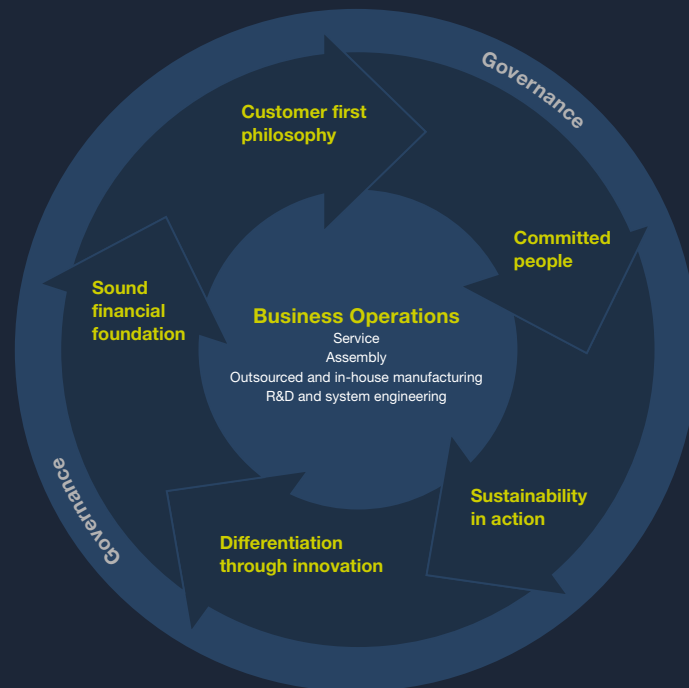 Governance
Customer first
philosophy
Committed
people
Sound
financial
foundation
Business Operations
Service
Assembly
Outsourced and in-house manufacturing
R&D and system engineering
Sustainability
in action
Differentiation
through innovation
Governance